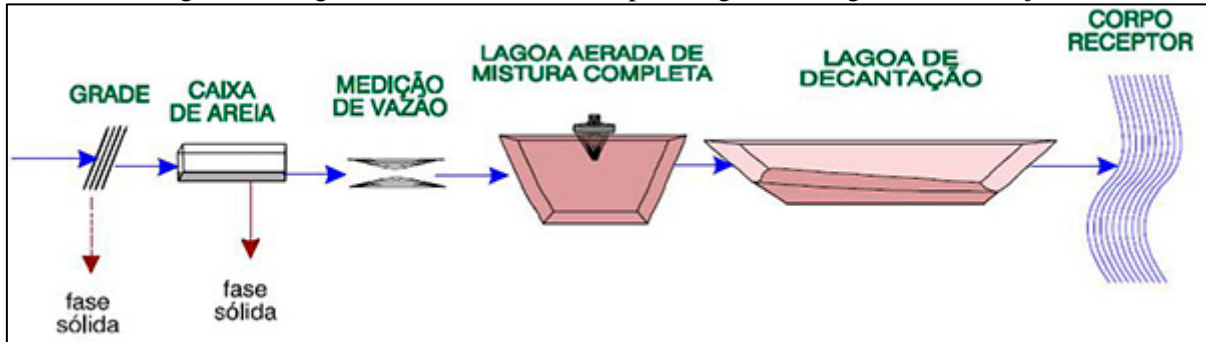 GRADE
CAIXA
DE AREIA
MEDIÇÃO
DE VAZÃO
LAGOA AERADA DE
MISTURA COMPLETA
LAGOA DE
DECANTAÇÃO
CORPO
RECEPTOR
fase
sólida
fase
sólida